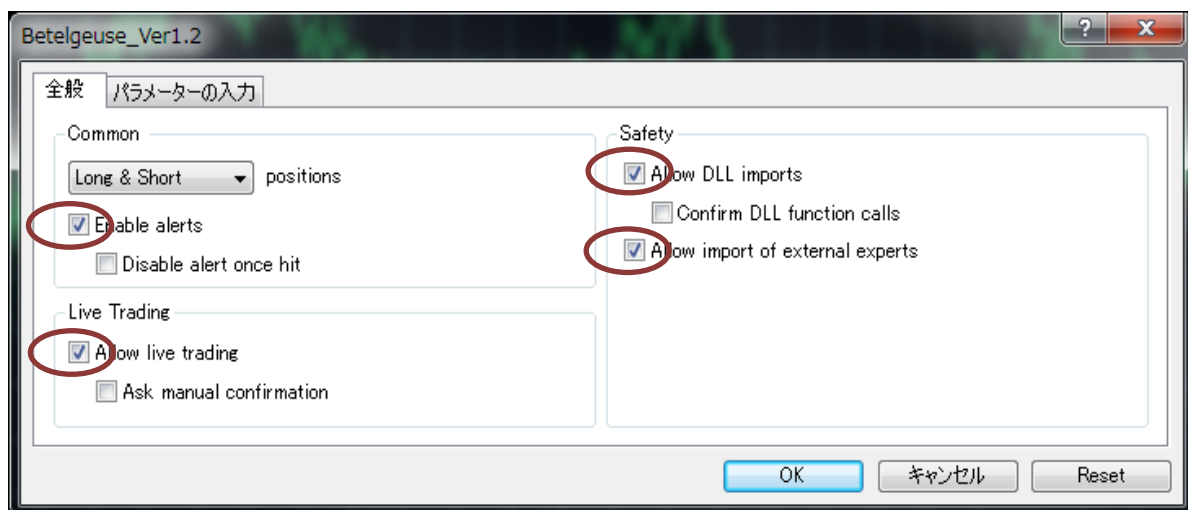 Betelgeuse_Ver1.2
?
X
全般
パラメーターの入力
Common
Long & Short
positions
Enable alerts
Disable alert once hit
Live Trading
Allow live trading
Ask manual confirmation
Safety
Allow DLL imports
Confirm DLL function calls
Allow import of external experts
OK
キャンセル
Reset